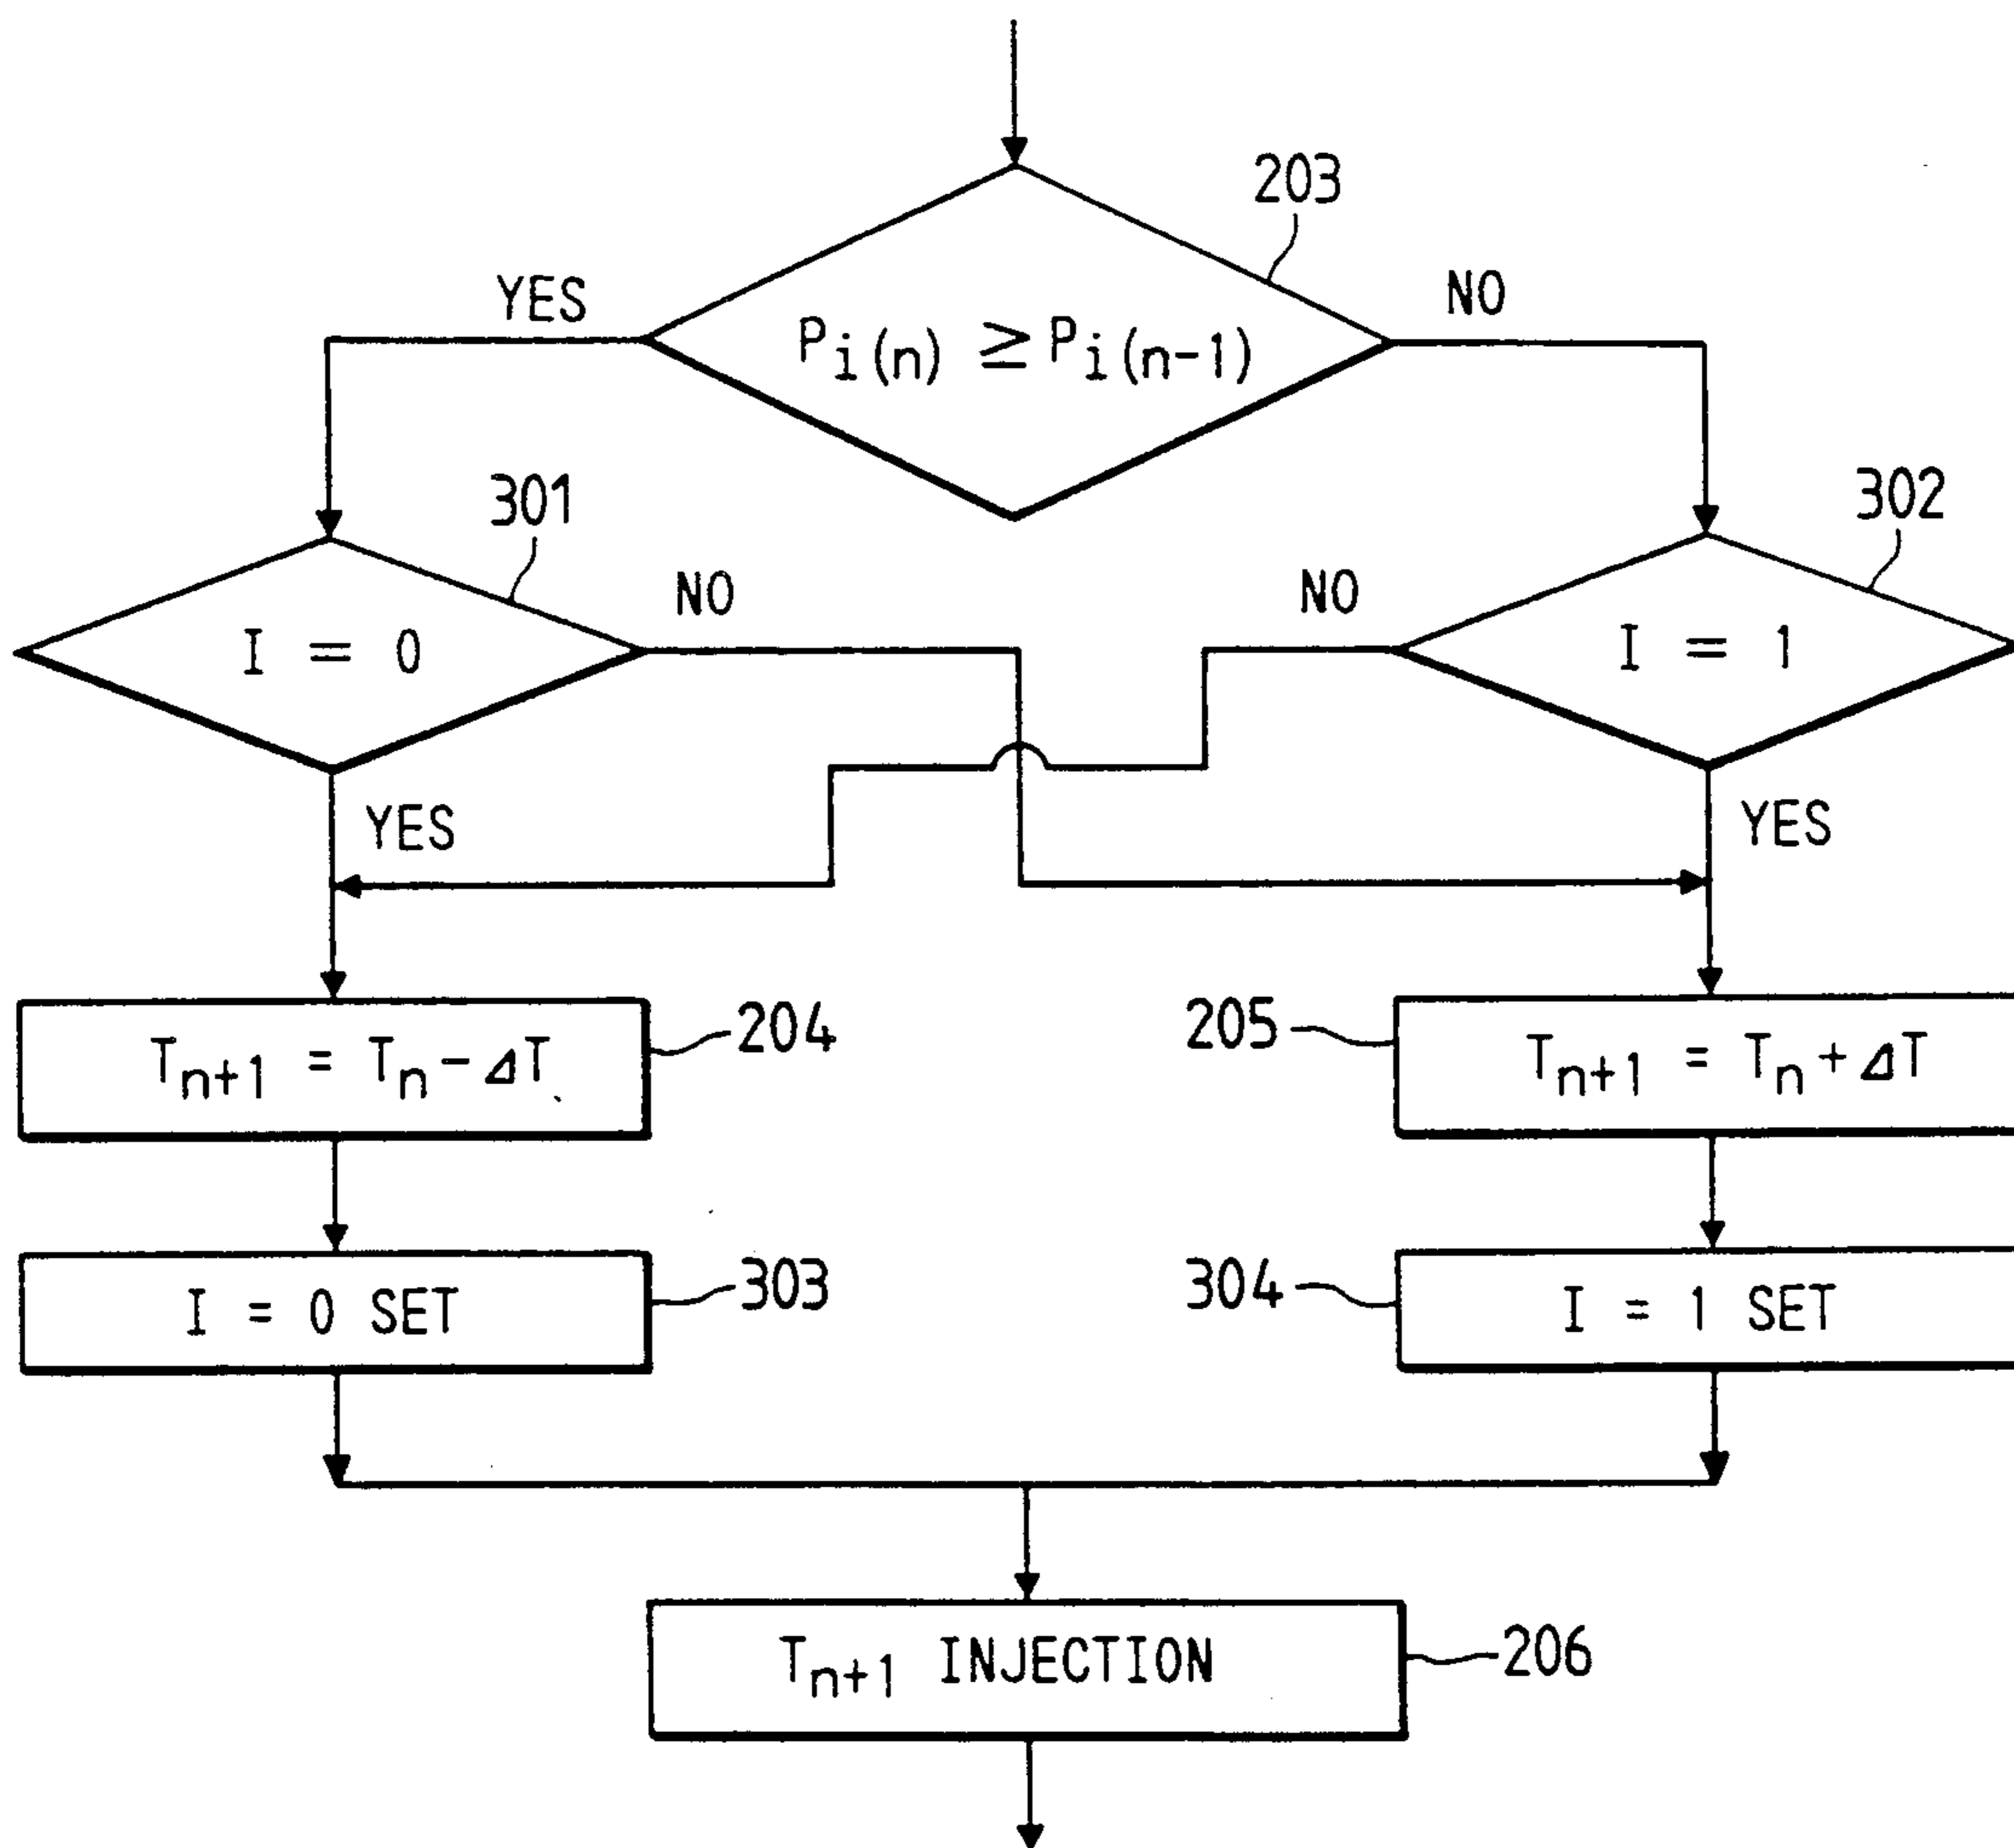 203
YES
NO
Pi(n) ≥ Pi(n-1)
301
302
NO
NO
I = 0
I = 1
YES
YES
204
205
Tn+1 = Tn - ΔT
Tn+1 = Tn + ΔT
303
304
I = 0 SET
I = 1 SET
Tn+1 INJECTION
206